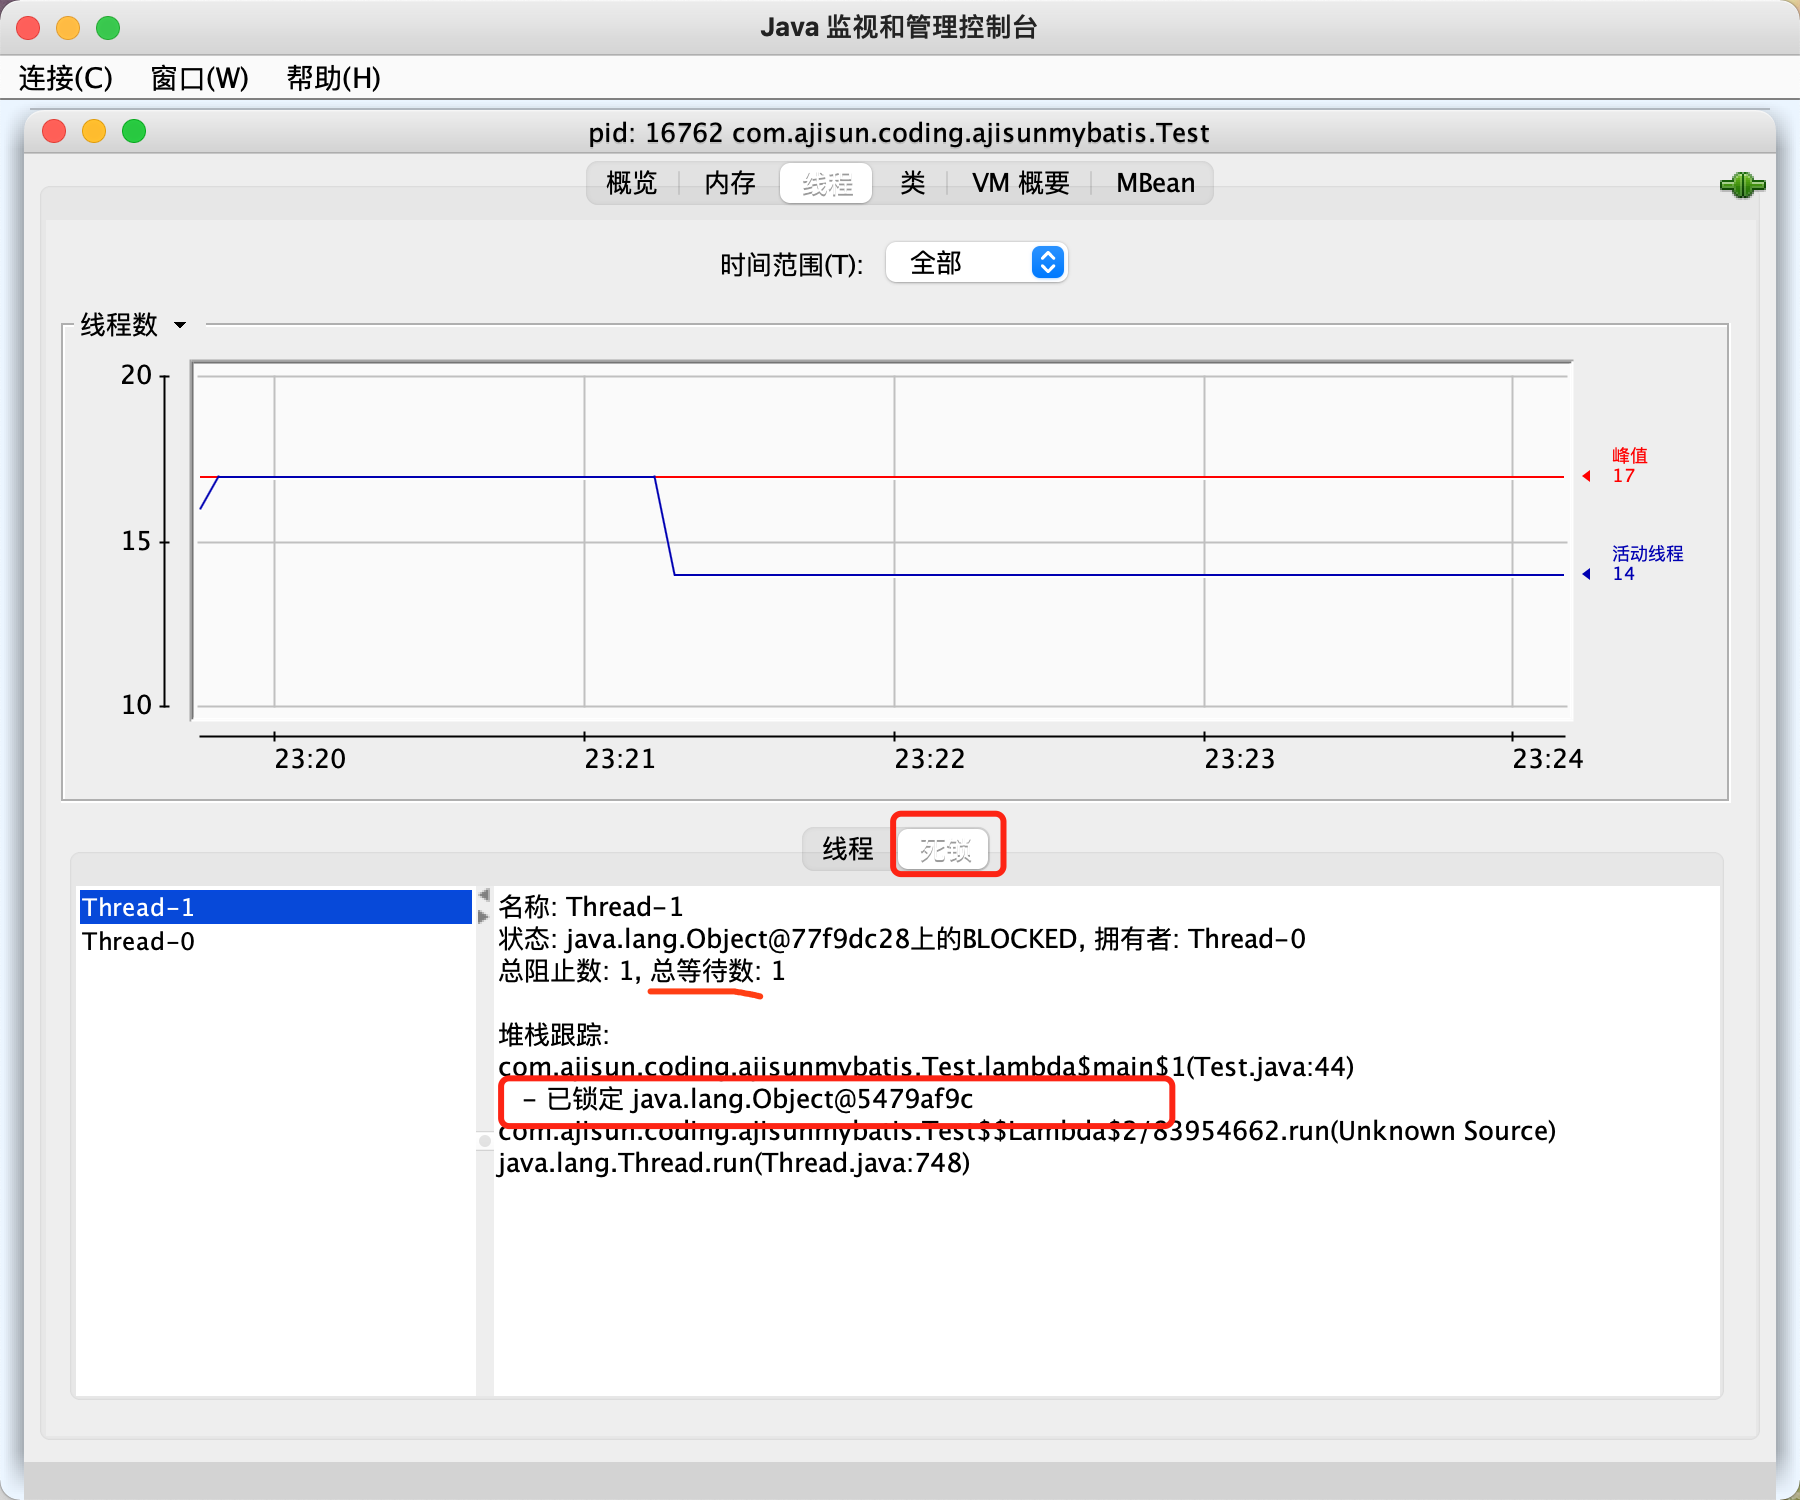 Java 监视和管理控制台
连接(C) 窗口(W) 帮助(H)
pid: 16762 com.ajisun.coding.ajisunmybatis.Test
概览 内存 线程 类 VM 概要 MBean
时间范围(T): 全部
线程数
20
15
10
峰值
17
活动线程
14
23:20 23:21 23:22 23:23 23:24
线程 死锁
Thread-1
Thread-0
名称: Thread-1
状态: java.lang.Object@77f9dc28上的BLOCKED, 拥有者: Thread-0
总阻止数: 1, 总等待数: 1
堆栈跟踪:
com.ajisun.coding.ajisunmybatis.Test.lambda$main$1(Test.java:44)
- 已锁定 java.lang.Object@5479af9c
com.ajisun.coding.ajisunmybatis.Test$$Lambda$2/83954662.run(Unknown Source)
java.lang.Thread.run(Thread.java:748)